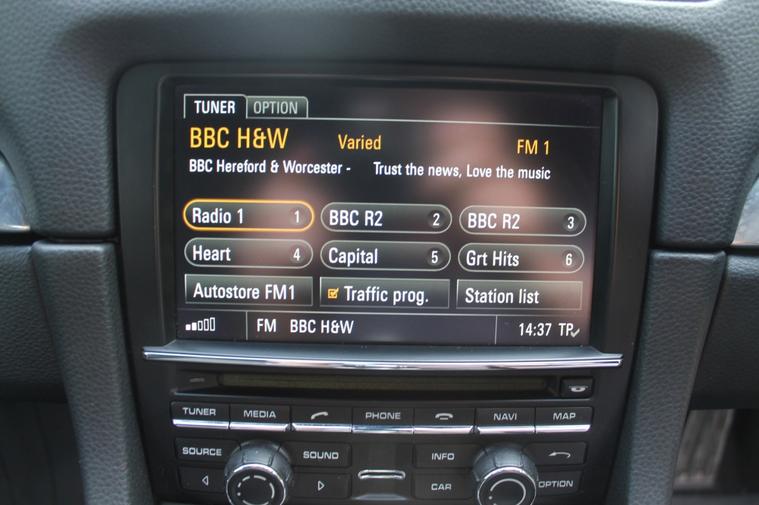 TUNER OPTION
BBC H&W Varied FM 1
BBC Hereford & Worcester - Trust the news, Love the music
Radio 1 1 BBC R2 2 BBC R2 3
Heart 4 Capital 5 Grt Hits 6
Autostore FM1 Traffic prog. Station list
FM BBC H&W 14:37 TP
TUNER MEDIA PHONE NAVI MAP
SOURCE SOUND INFO
CAR OPTION